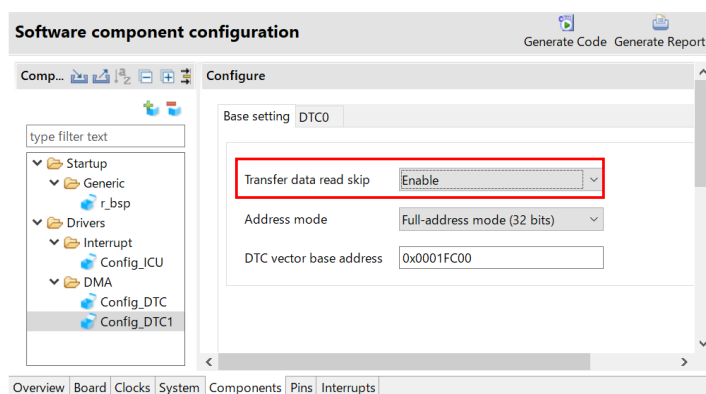 Software component configuration
Generate Code Generate Report
Comp...
Configure
type filter text
Startup
Generic
r_bsp
Drivers
Interrupt
Config_ICU
DMA
Config_DTC
Config_DTC1
Base setting DTC0
Transfer data read skip Enable
Address mode Full-address mode (32 bits)
DTC vector base address 0x0001FC00
Overview Board Clocks System Components Pins Interrupts